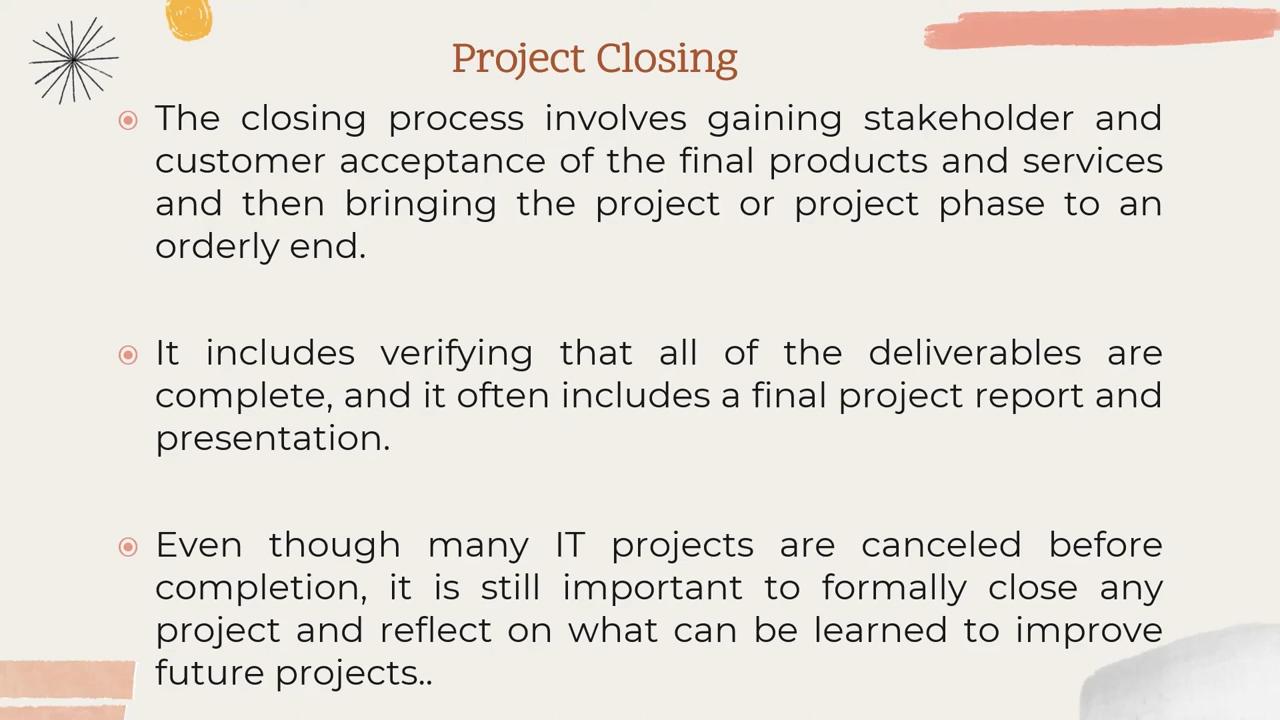 Project Closing
The closing process involves gaining stakeholder and
customer acceptance of the final products and services
and then bringing the project or project phase to an
orderly end.
It includes verifying that all of the deliverables are
complete, and it often includes a final project report and
presentation.
Even though many IT projects are canceled before
completion, it is still important to formally close any
project and reflect on what can be learned to improve
future projects..